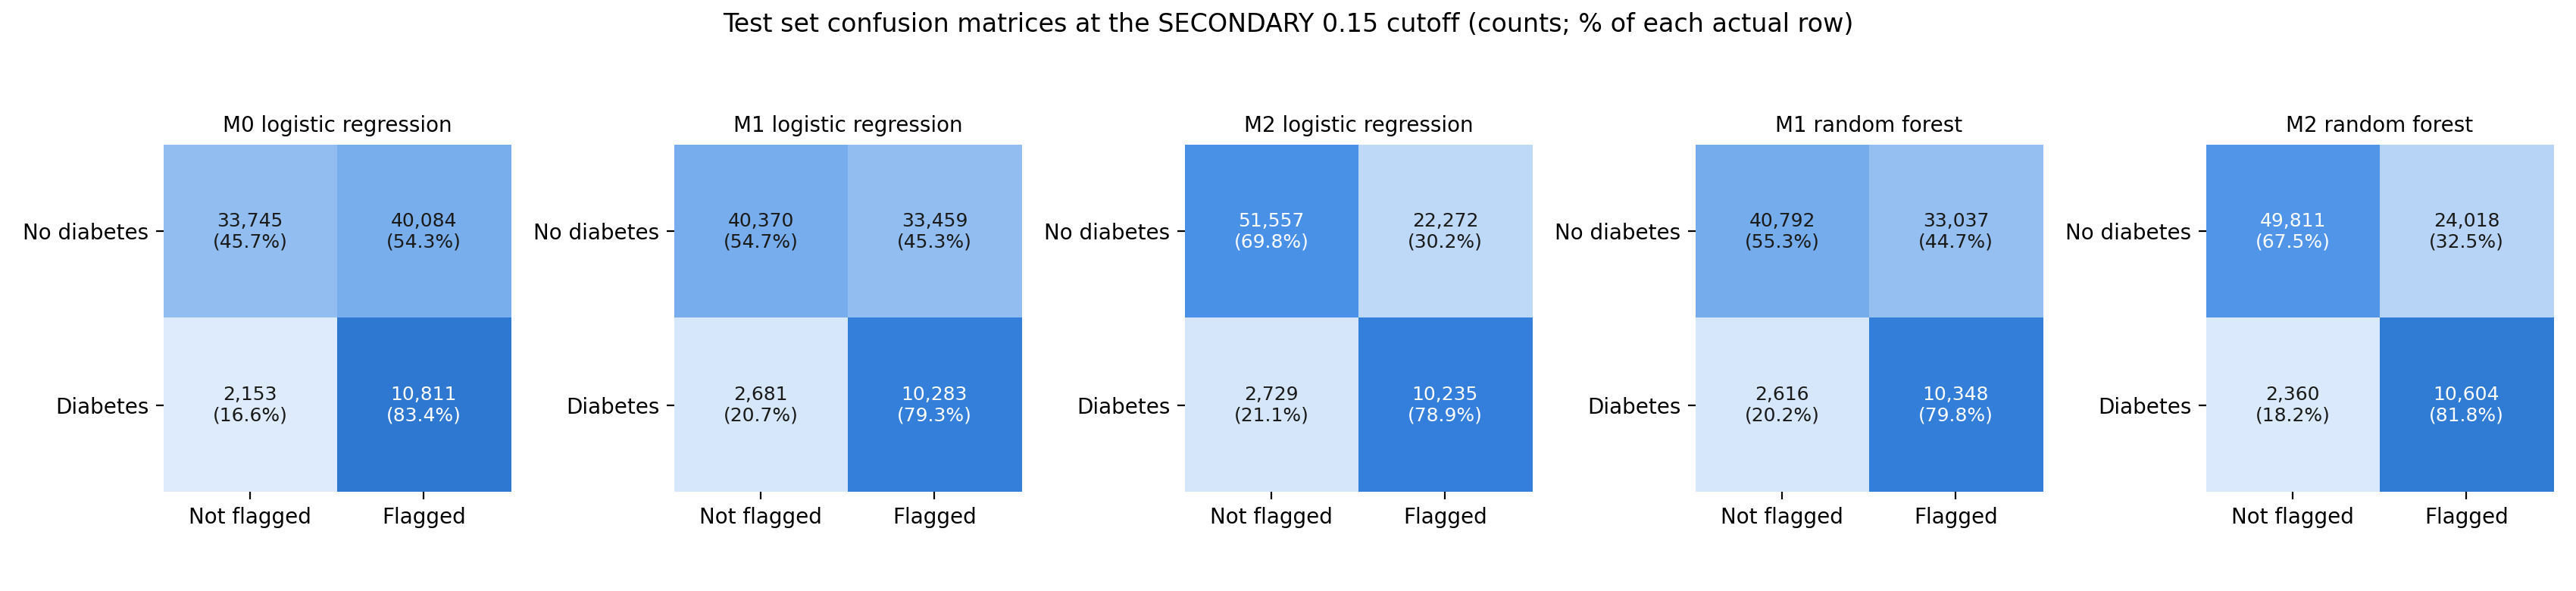 Test set confusion matrices at the SECONDARY 0.15 cutoff (counts; % of each actual row)
M0 logistic regression
No diabetes
33,745
(45.7%)
40,084
(54.3%)
Diabetes
2,153
(16.6%)
10,811
(83.4%)
Not flagged
Flagged
M1 logistic regression
No diabetes
40,370
(54.7%)
33,459
(45.3%)
Diabetes
2,681
(20.7%)
10,283
(79.3%)
Not flagged
Flagged
M2 logistic regression
No diabetes
51,557
(69.8%)
22,272
(30.2%)
Diabetes
2,729
(21.1%)
10,235
(78.9%)
Not flagged
Flagged
M1 random forest
No diabetes
40,792
(55.3%)
33,037
(44.7%)
Diabetes
2,616
(20.2%)
10,348
(79.8%)
Not flagged
Flagged
M2 random forest
No diabetes
49,811
(67.5%)
24,018
(32.5%)
Diabetes
2,360
(18.2%)
10,604
(81.8%)
Not flagged
Flagged